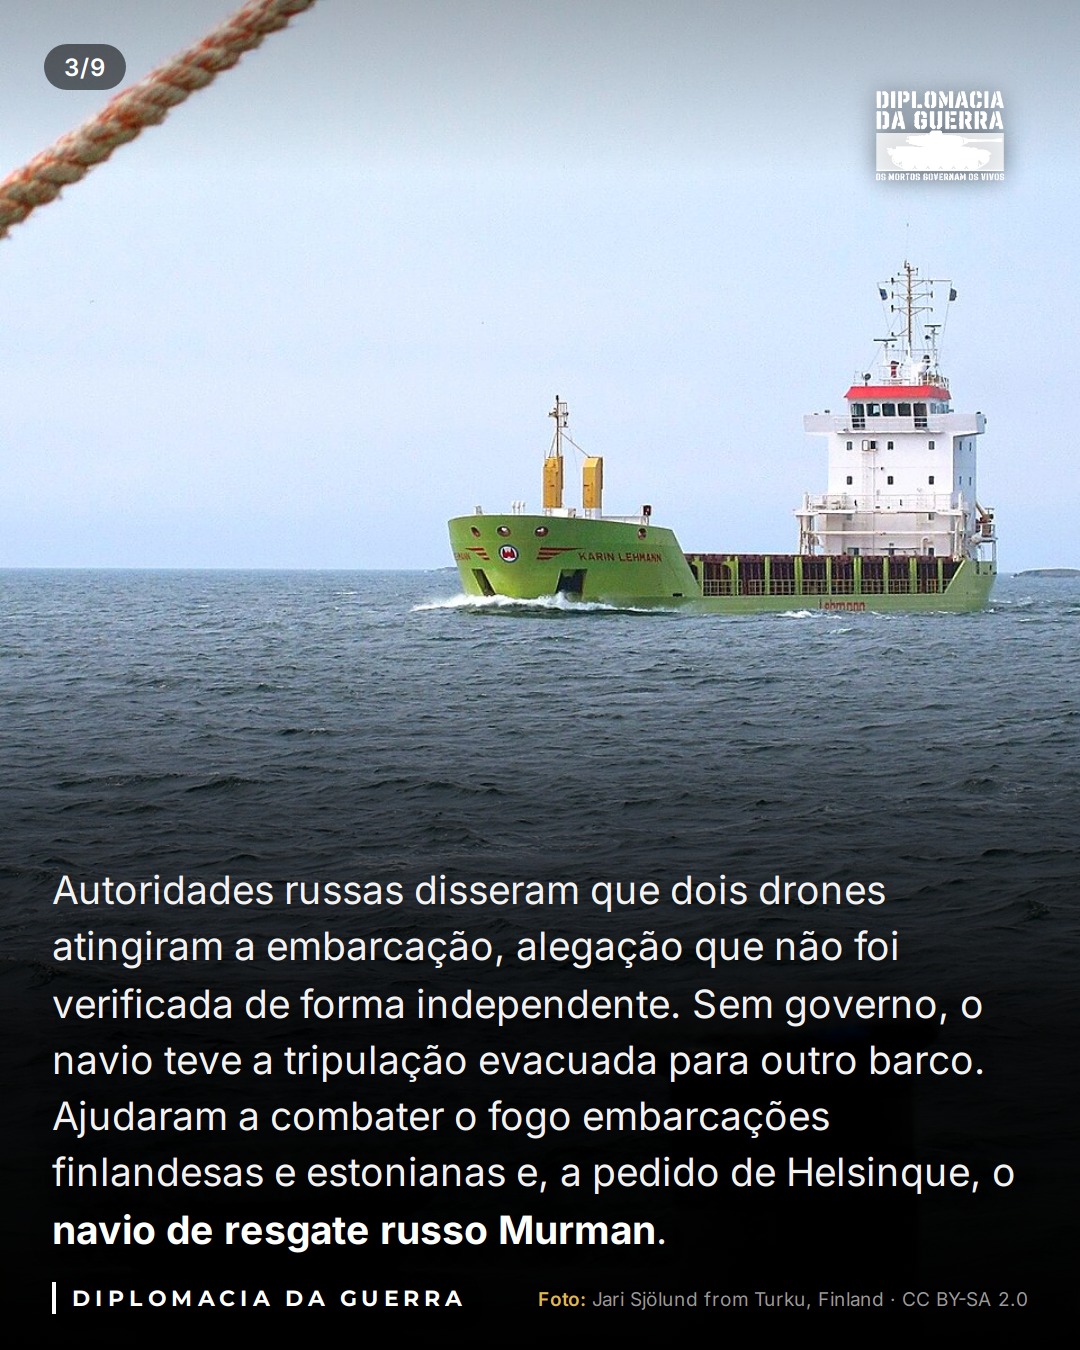 3/9
DIPLOMACIA
DA GUERRA
OS MORTOS GOVERNAM OS VIVOS
KARIN LEHMANN
Lehmann
Autoridades russas disseram que dois drones
atingiram a embarcação, alegação que não foi
verificada de forma independente. Sem governo, o
navio teve a tripulação evacuada para outro barco.
Ajudaram a combater o fogo embarcações
finlandesas e estonianas e, a pedido de Helsinque, o
navio de resgate russo Murman.
DIPLOMACIA DA GUERRA
Foto: Jari Sjölund from Turku, Finland · CC BY-SA 2.0